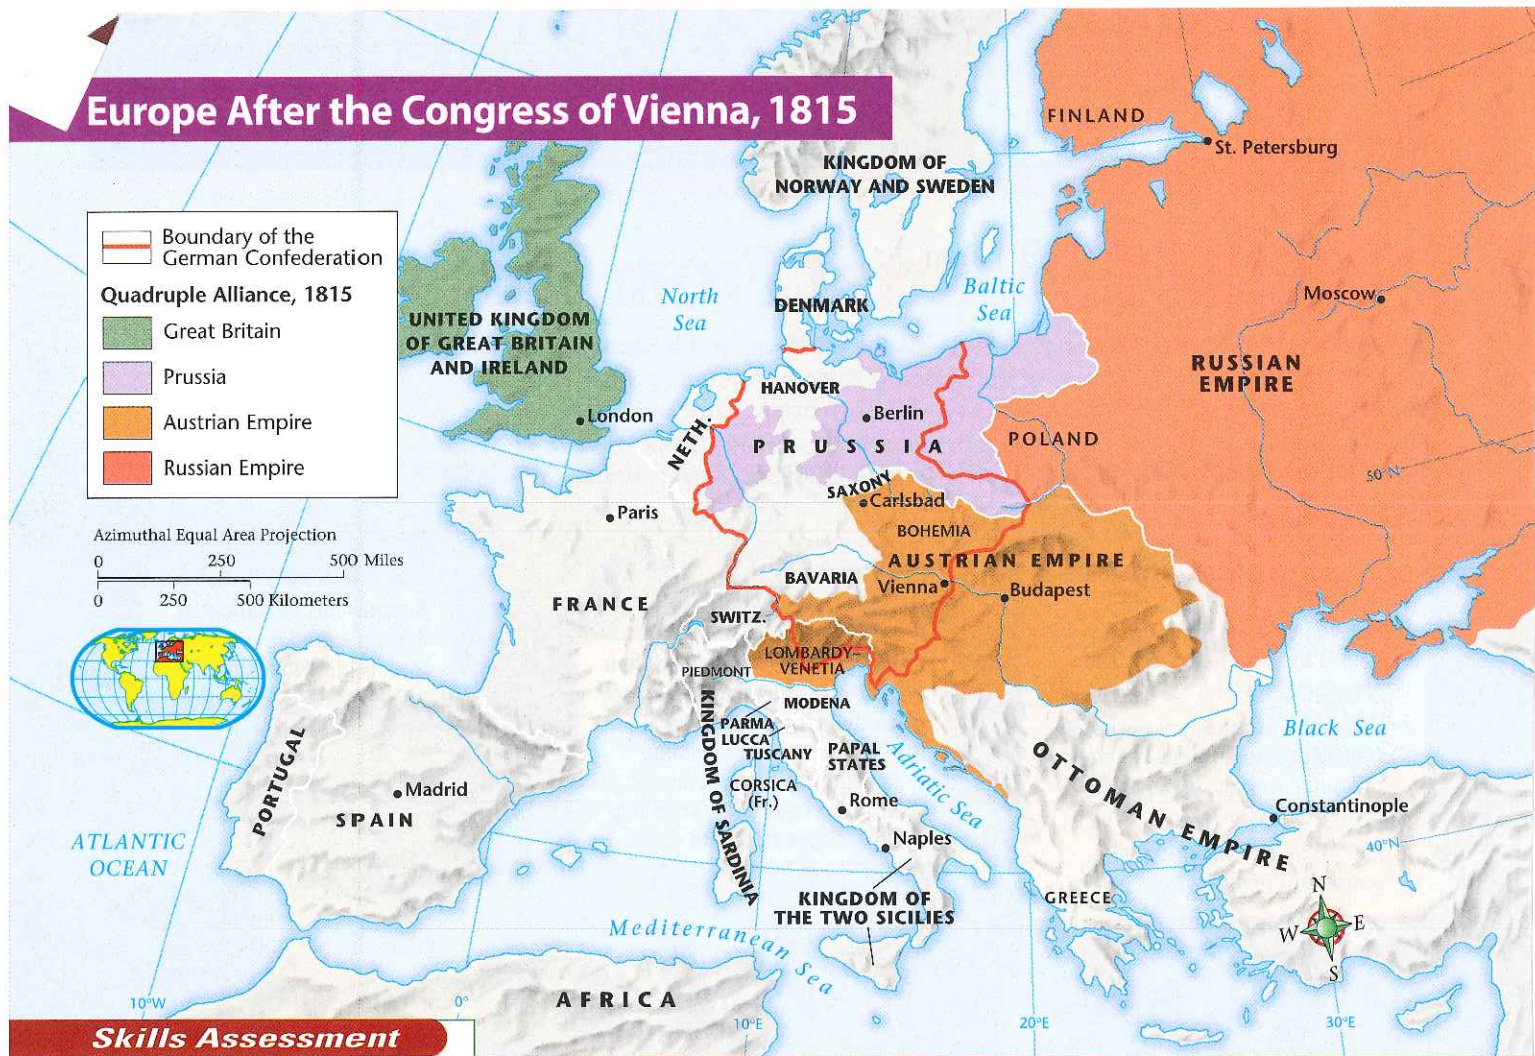 Europe After the Congress of Vienna, 1815
Boundary of the
German Confederation
Quadruple Alliance, 1815
Great Britain
Prussia
Austrian Empire
Russian Empire
Azimuthal Equal Area Projection
0 250 500 Miles
0 250 500 Kilometers
FINLAND
St. Petersburg
KINGDOM OF
NORWAY AND SWEDEN
North
Sea
Baltic
Sea
DENMARK
Moscow
UNITED KINGDOM
OF GREAT BRITAIN
AND IRELAND
London
RUSSIAN
EMPIRE
HANOVER
Berlin
NETH.
PRUSSIA
POLAND
50°N
SAXONY
Carlsbad
Paris
BOHEMIA
AUSTRIAN EMPIRE
BAVARIA
Vienna
Budapest
FRANCE
SWITZ.
LOMBARDY–
VENETIA
PIEDMONT
KINGDOM OF SARDINIA
MODENA
PARMA
LUCCA
TUSCANY
PAPAL
STATES
Adriatic Sea
CORSICA
(Fr.)
Rome
Naples
Black Sea
OTTOMAN EMPIRE
Constantinople
40°N
PORTUGAL
Madrid
SPAIN
ATLANTIC
OCEAN
KINGDOM OF
THE TWO SICILIES
GREECE
Mediterranean Sea
AFRICA
N
W E
S
10°W
0°
10°E
20°E
30°E
Skills Assessment